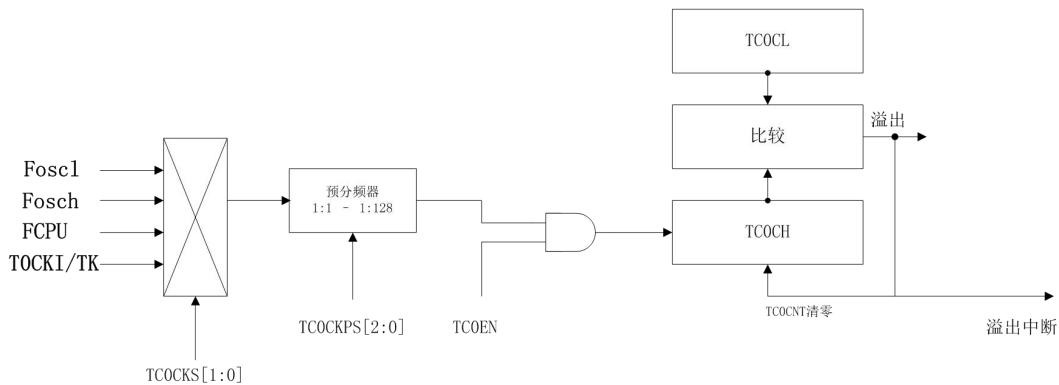 TC0CL
比较
溢出
Foscl
Fosch
FCPU
T0CKI/TK
预分频器
1:1 - 1:128
TC0CH
TC0CKPS[2:0]
TC0EN
TC0CNT清零
溢出中断
TC0CKS[1:0]